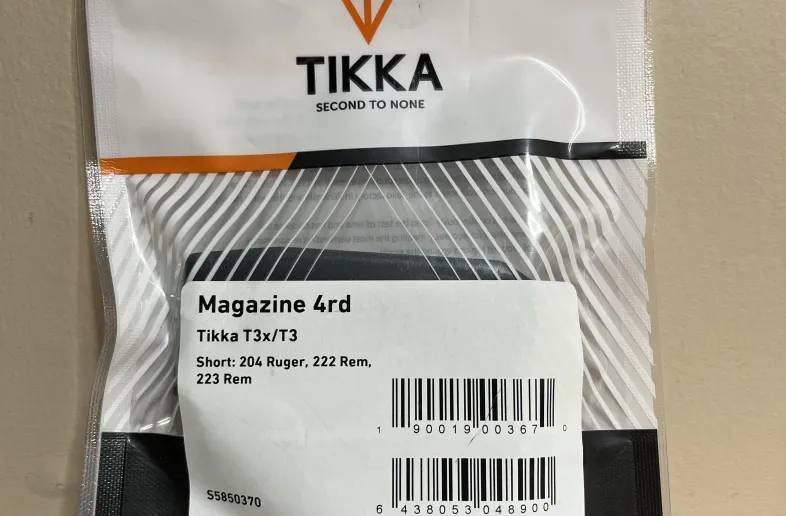 TIKKA
SECOND TO NONE
Magazine 4rd
Tikka T3x/T3
Short: 204 Ruger, 222 Rem,
223 Rem
1 90019 00367 0
S5850370
6 438053 048900